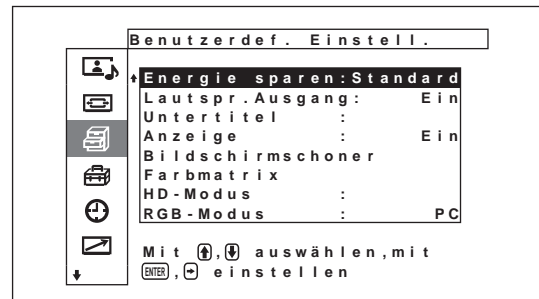 Benutzerdef. Einstell.
Energie sparen:Standard
Lautspr.Ausgang: Ein
Untertitel :
Anzeige : Ein
Bildschirmschoner
Farbmatrix
HD-Modus :
RGB-Modus : PC
Mit ↑,↓ auswählen,mit
ENTER,→ einstellen